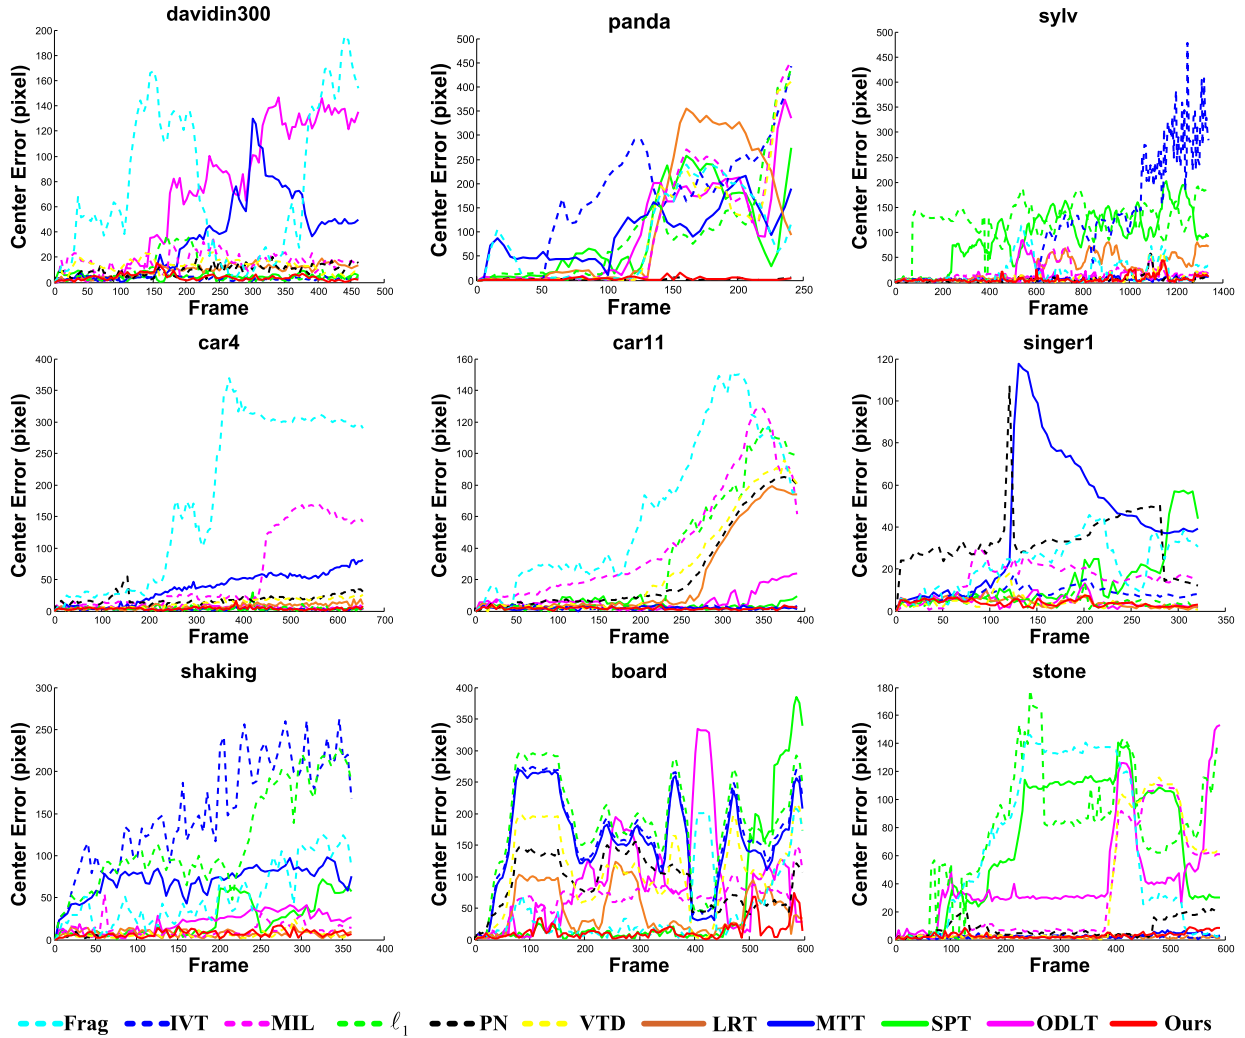 davidin300
panda
sylv
Center Error (pixel)
200
180
160
140
120
100
80
60
40
20
0
0 50 100 150 200 250 300 350 400 450 500
Frame
Center Error (pixel)
500
450
400
350
300
250
200
150
100
50
0
0 50 100 150 200 250
Frame
Center Error (pixel)
500
450
400
350
300
250
200
150
100
50
0
0 200 400 600 800 1000 1200 1400
Frame
car4
car11
singer1
Center Error (pixel)
400
350
300
250
200
150
100
50
0
0 100 200 300 400 500 600 700
Frame
Center Error (pixel)
160
140
120
100
80
60
40
20
0
0 50 100 150 200 250 300 350 400
Frame
Center Error (pixel)
120
100
80
60
40
20
0
0 50 100 150 200 250 300 350
Frame
shaking
board
stone
Center Error (pixel)
300
250
200
150
100
50
0
0 50 100 150 200 250 300 350 400
Frame
Center Error (pixel)
400
350
300
250
200
150
100
50
0
0 100 200 300 400 500 600
Frame
Center Error (pixel)
180
160
140
120
100
80
60
40
20
0
0 100 200 300 400 500 600
Frame
Frag IVT MIL ℓ1 PN VTD LRT MTT SPT ODLT Ours